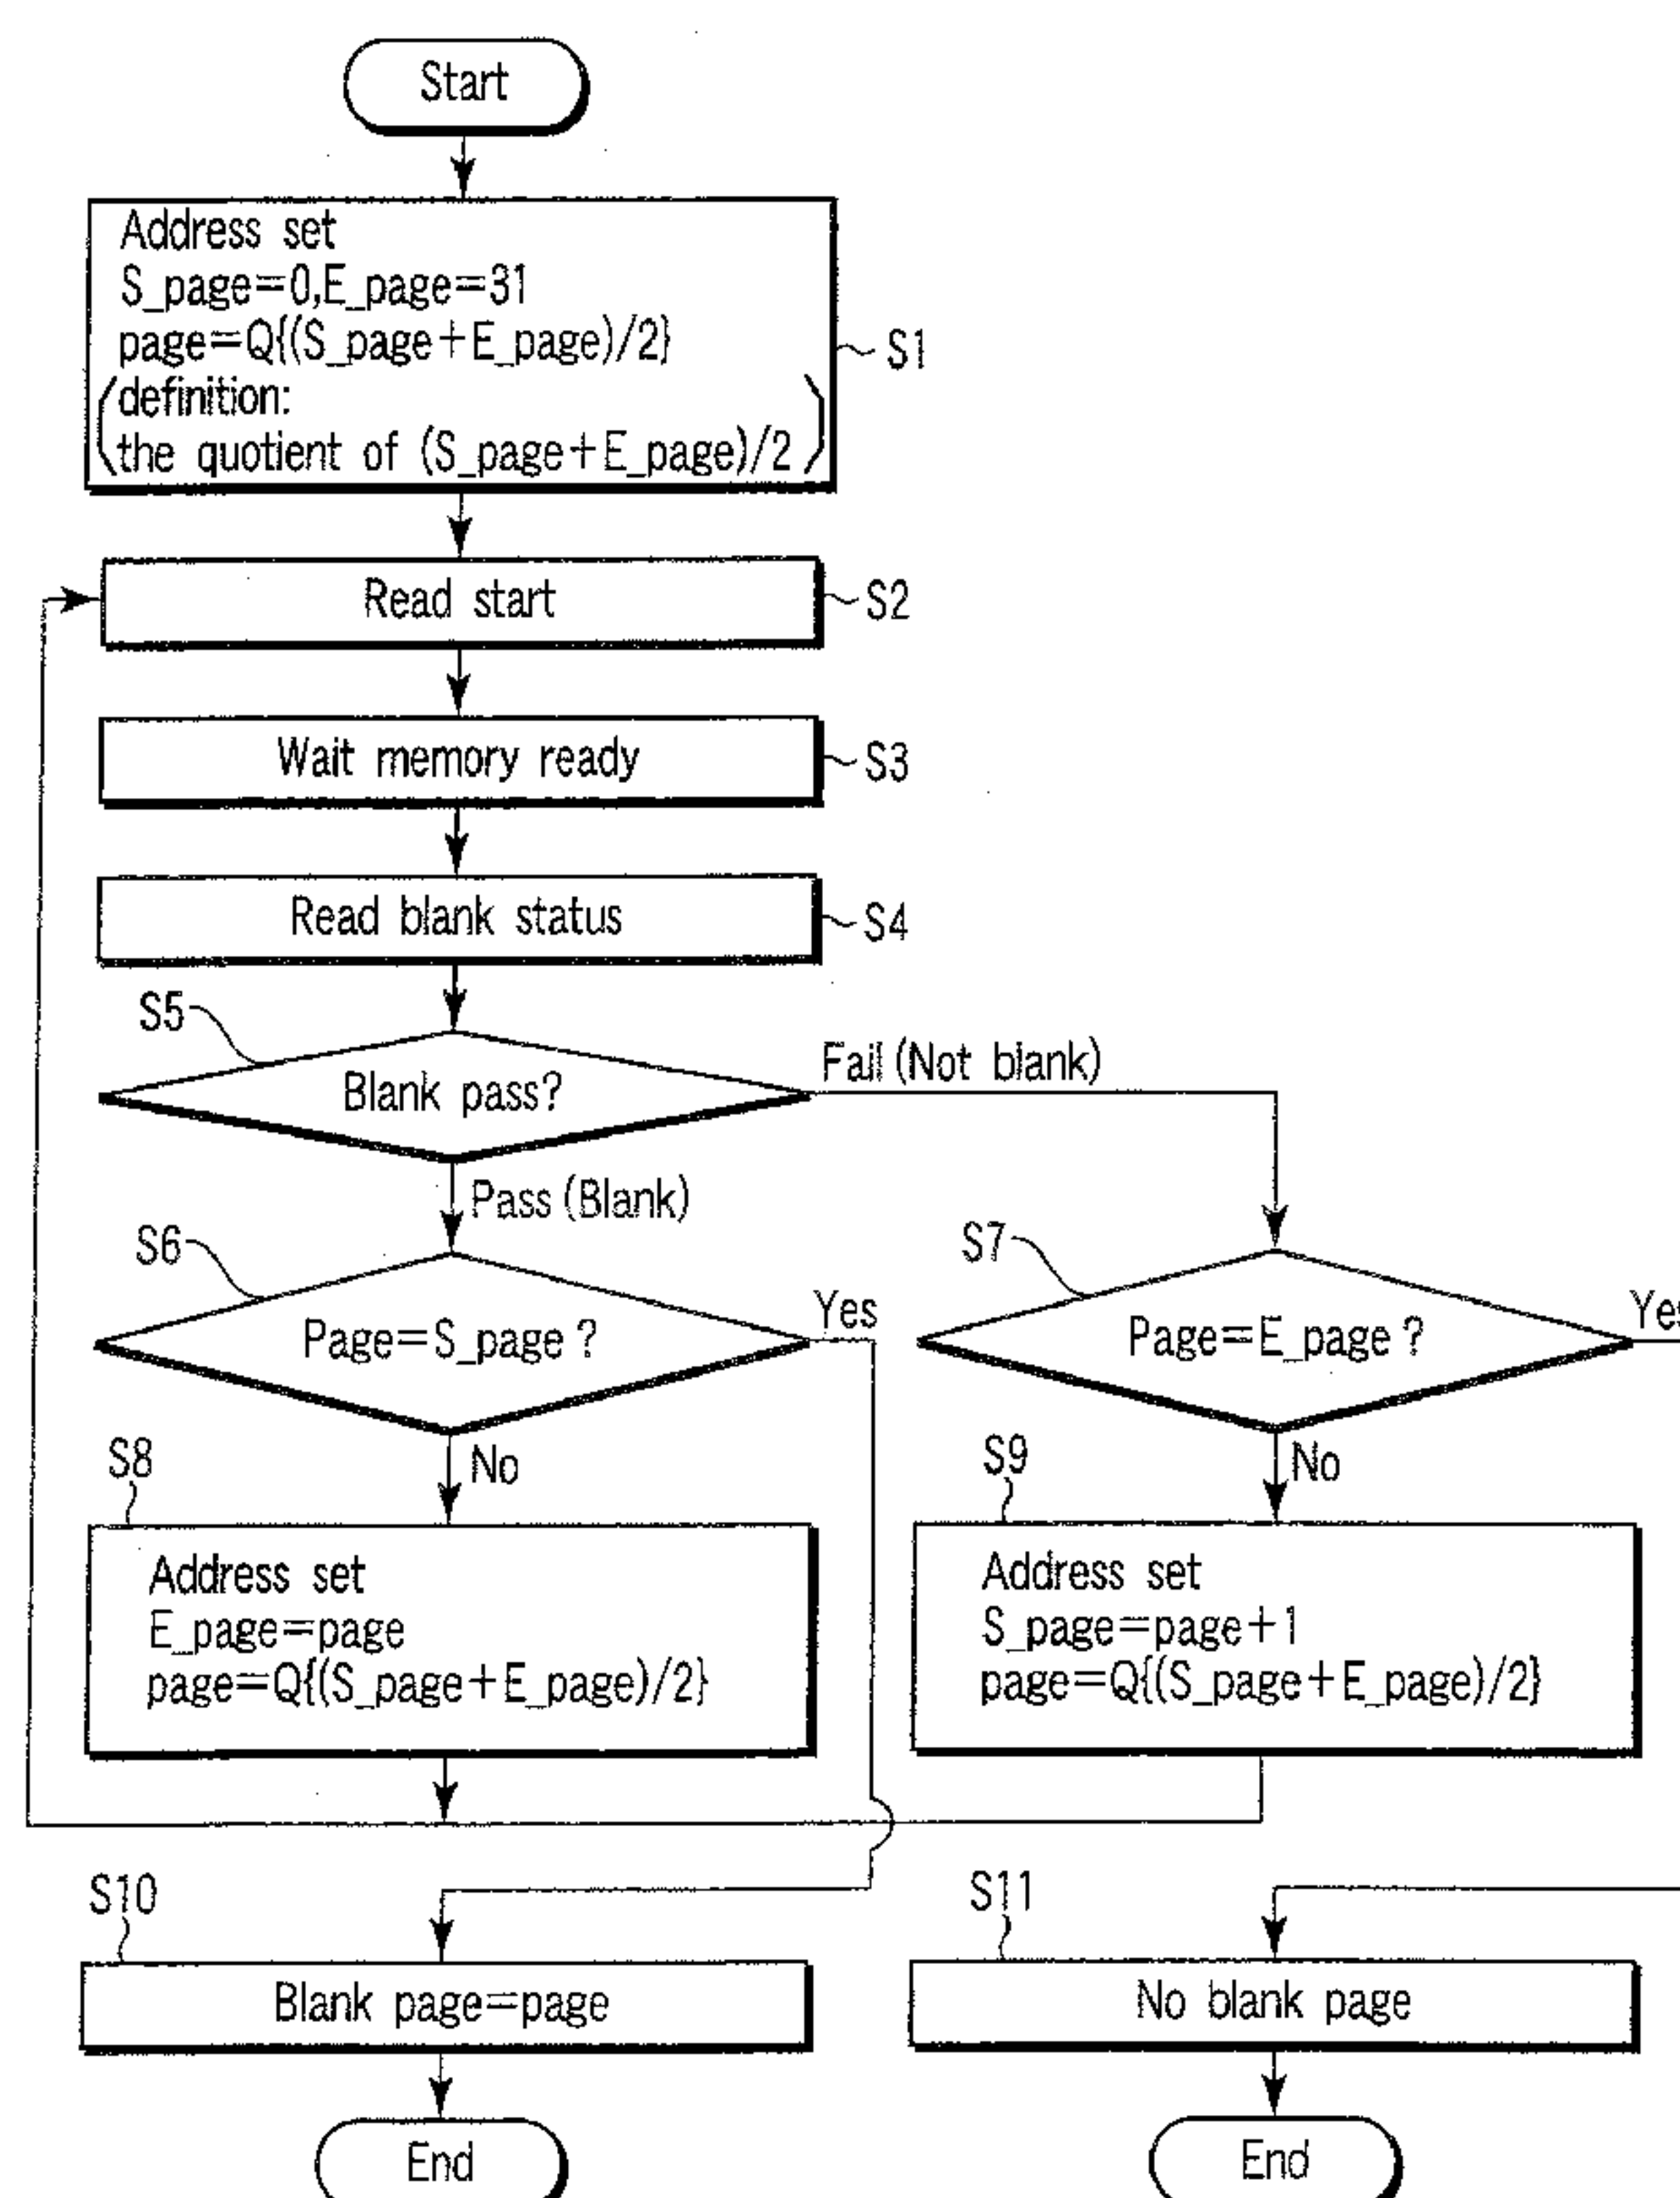 Start
Address set
S_page=0,E_page=31
page=Q{(S_page+E_page)/2}
(definition:
the quotient of (S_page+E_page)/2)
S1
Read start
S2
Wait memory ready
S3
Read blank status
S4
S5
Blank pass?
Fail (Not blank)
Pass (Blank)
S6
Page=S_page?
Yes
S7
Page=E_page?
Yes
No
No
S8
Address set
E_page=page
page=Q{(S_page+E_page)/2}
S9
Address set
S_page=page+1
page=Q{(S_page+E_page)/2}
S10
Blank page=page
S11
No blank page
End
End